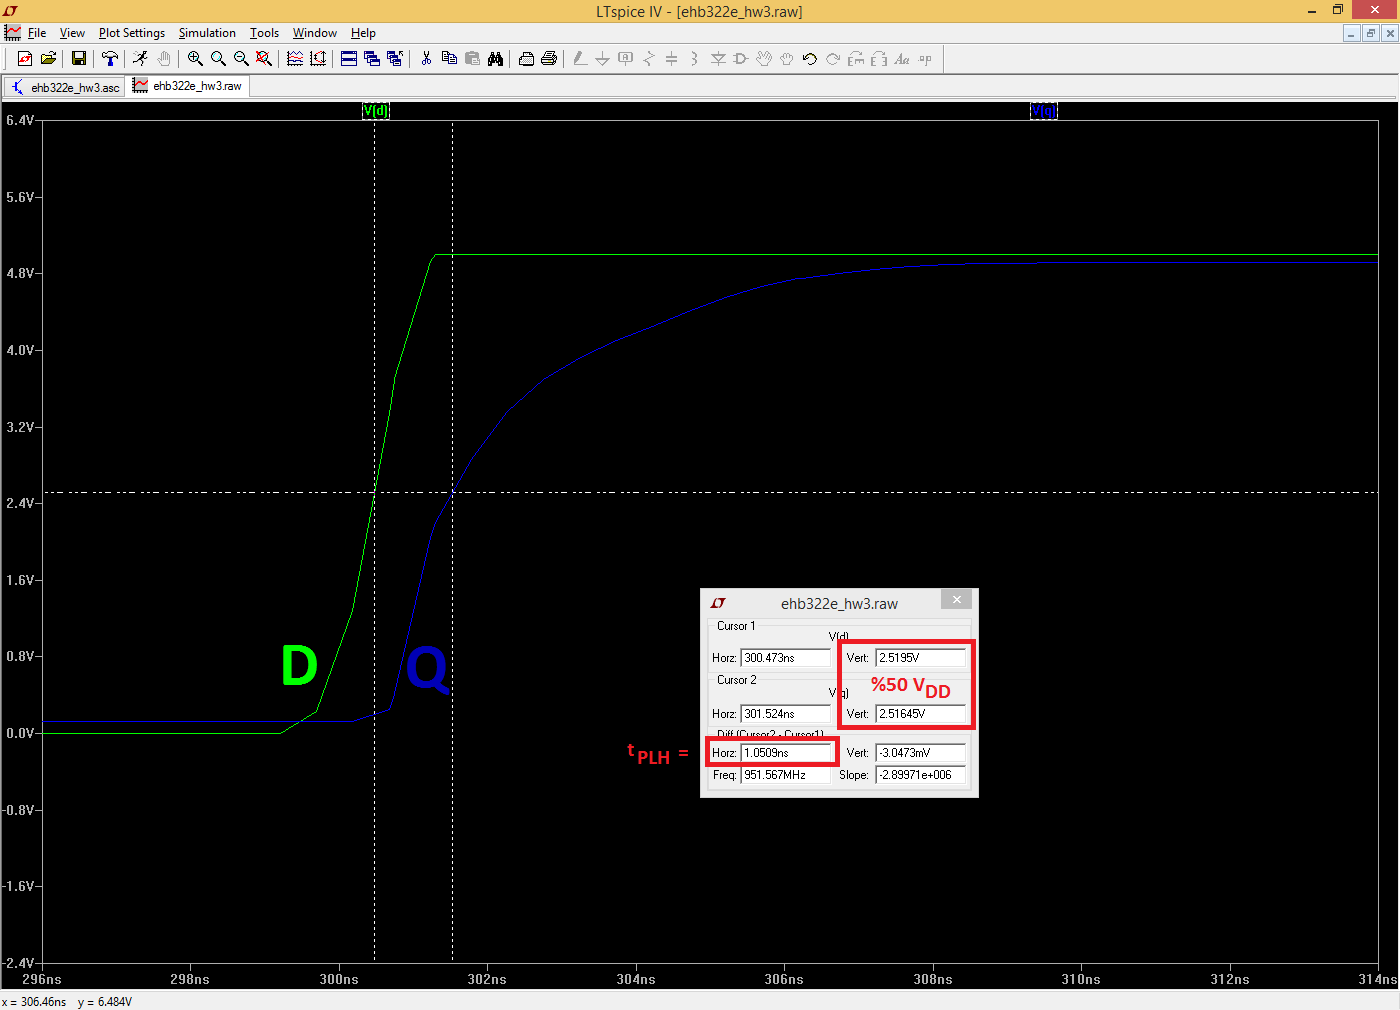 LTspice IV - [ehb322e_hw3.raw]
File View Plot Settings Simulation Tools Window Help
ehb322e_hw3.asc ehb322e_hw3.raw
V(d) V(q)
6.4V
5.6V
4.8V
4.0V
3.2V
2.4V
1.6V
0.8V
0.0V
-0.8V
-1.6V
-2.4V
D Q
ehb322e_hw3.raw
Cursor 1
V(d)
Horz: 300.473ns Vert: 2.5195V
%50 VDD
Cursor 2
V(q)
Horz: 301.524ns Vert: 2.51645V
Diff (Cursor2 - Cursor1)
tPLH = Horz: 1.0509ns Vert: -3.0473mV
Freq: 951.567MHz Slope: -2.89971e+006
296ns 298ns 300ns 302ns 304ns 306ns 308ns 310ns 312ns 314ns
x = 306.46ns y = 6.484V